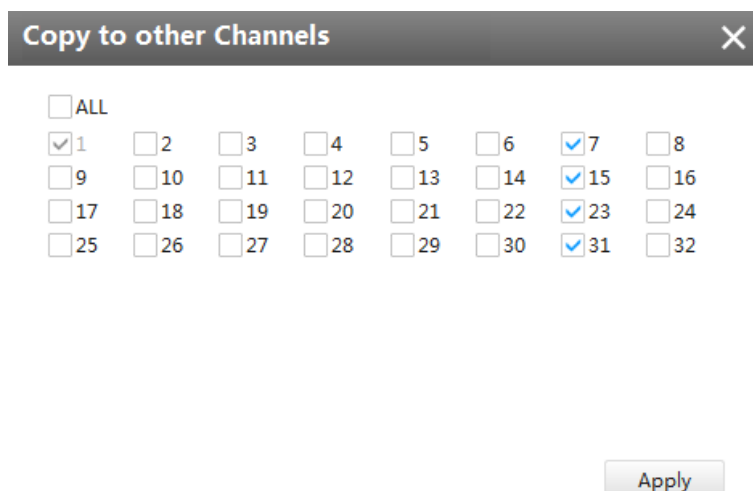 Copy to other Channels
ALL
1 2 3 4 5 6 7 8
9 10 11 12 13 14 15 16
17 18 19 20 21 22 23 24
25 26 27 28 29 30 31 32
Apply